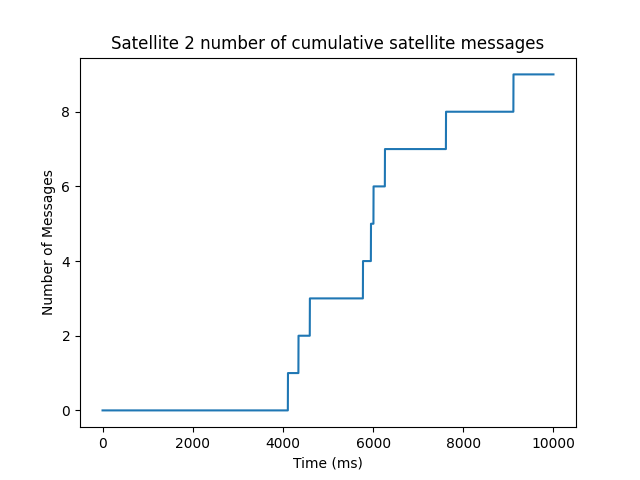 Satellite 2 number of cumulative satellite messages
8
6
4
2
0
Number of Messages
0 2000 4000 6000 8000 10000
Time (ms)